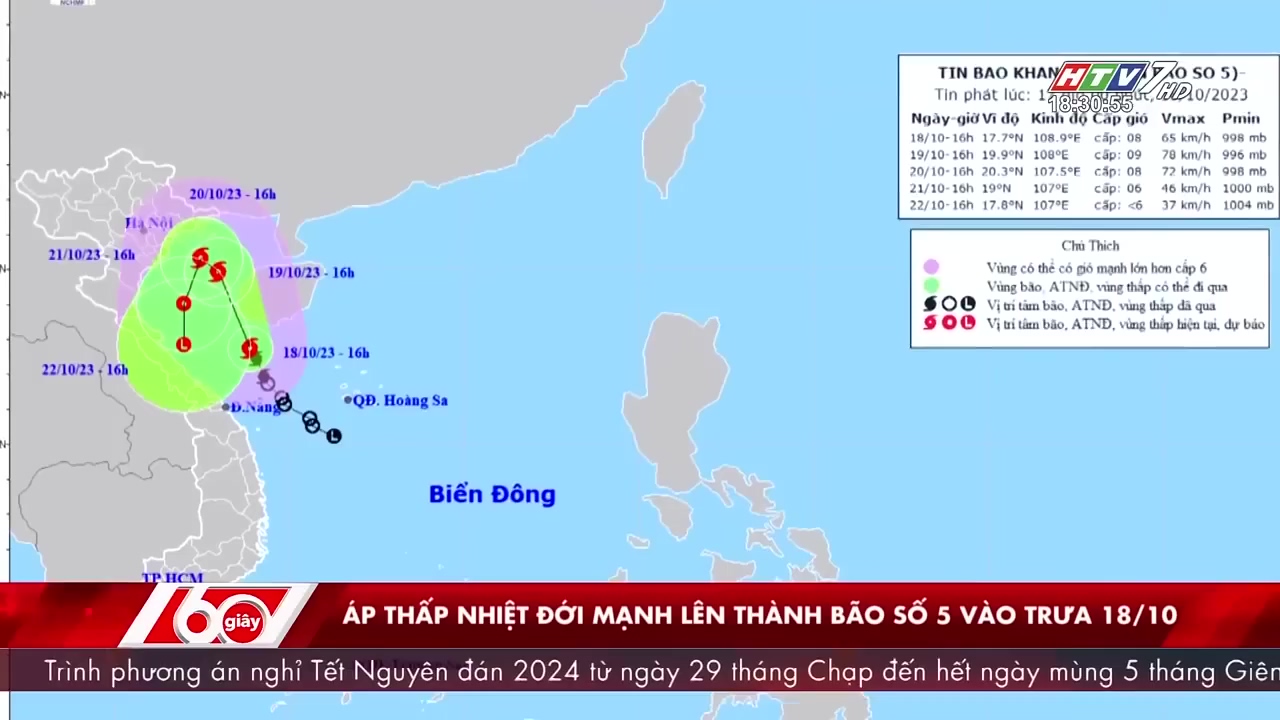 NCHMF
TIN BAO KHAN SO 5)-
Tin phát lúc: 10/2023
HTV7 HD
18:30:55
Ngày-giờ Vĩ độ Kinh độ Cấp gió Vmax Pmin
18/10-16h 17.7°N 108.9°E cấp: 08 65 km/h 998 mb
19/10-16h 19.9°N 108°E cấp: 09 78 km/h 996 mb
20/10-16h 20.3°N 107.5°E cấp: 08 72 km/h 998 mb
21/10-16h 19°N 107°E cấp: 06 46 km/h 1000 mb
22/10-16h 17.8°N 107°E cấp: <6 37 km/h 1004 mb
Chú Thích
Vùng có thể có gió mạnh lớn hơn cấp 6
Vùng bão, ATNĐ, vùng thấp có thể đi qua
L Vị trí tâm bão, ATNĐ, vùng thấp đã qua
L Vị trí tâm bão, ATNĐ, vùng thấp hiện tại, dự báo
20/10/23 - 16h
Hà Nội
21/10/23 - 16h
19/10/23 - 16h
L
18/10/23 - 16h
22/10/23 - 16h
Đ.Nẵng
QĐ. Hoàng Sa
L
Biển Đông
TP.HCM
60 giây
ÁP THẤP NHIỆT ĐỚI MẠNH LÊN THÀNH BÃO SỐ 5 VÀO TRƯA 18/10
Trình phương án nghỉ Tết Nguyên đán 2024 từ ngày 29 tháng Chạp đến hết ngày mùng 5 tháng Giên